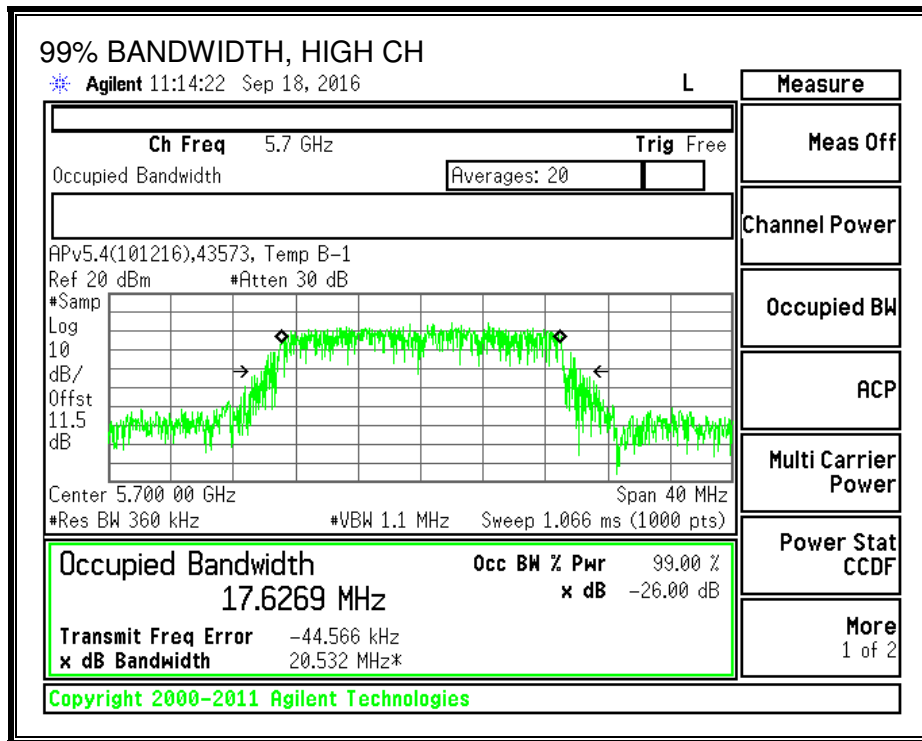 99% BANDWIDTH, HIGH CH
Agilent 11:14:22 Sep 18, 2016 L
Ch Freq 5.7 GHz Trig Free
Occupied Bandwidth Averages: 20
APv5.4(101216),43573, Temp B-1
Ref 20 dBm #Atten 30 dB
#Samp
Log
10
dB/
Offst
11.5
dB
Center 5.700 00 GHz Span 40 MHz
#Res BW 360 kHz #VBW 1.1 MHz Sweep 1.066 ms (1000 pts)
Occupied Bandwidth Occ BW % Pwr 99.00 %
17.6269 MHz x dB -26.00 dB
Transmit Freq Error -44.566 kHz
x dB Bandwidth 20.532 MHz*
Copyright 2000-2011 Agilent Technologies
Measure
Meas Off
Channel Power
Occupied BW
ACP
Multi Carrier
Power
Power Stat
CCDF
More
1 of 2